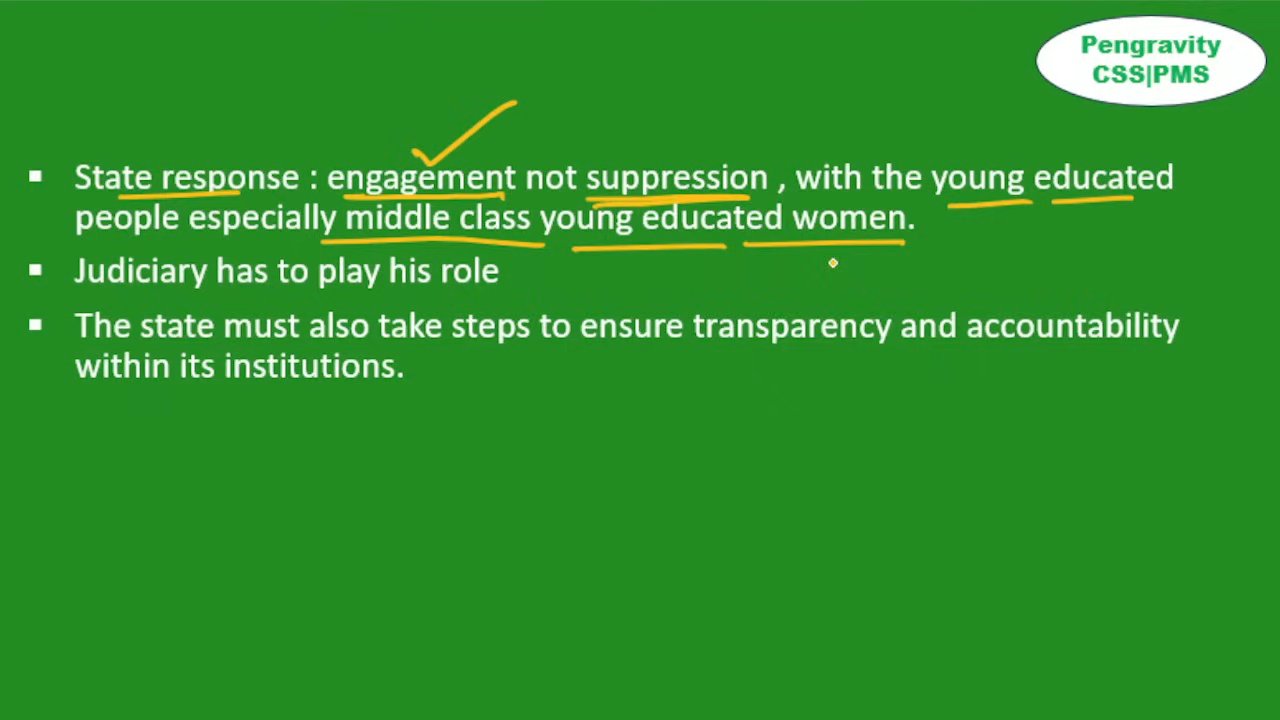 Pengravity
CSS|PMS
▪ State response : engagement not suppression , with the young educated
people especially middle class young educated women.
▪ Judiciary has to play his role
▪ The state must also take steps to ensure transparency and accountability
within its institutions.